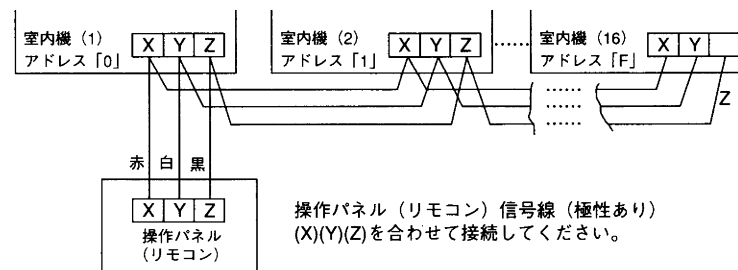 室内機（1）
アドレス「0」
X Y Z
室内機（2）
アドレス「1」
X Y Z
……
室内機（16）
アドレス「F」
X Y
Z
……
……
……
赤 白 黒
X Y Z
操作パネル
（リモコン）
操作パネル（リモコン）信号線（極性あり）
(X)(Y)(Z)を合わせて接続してください。